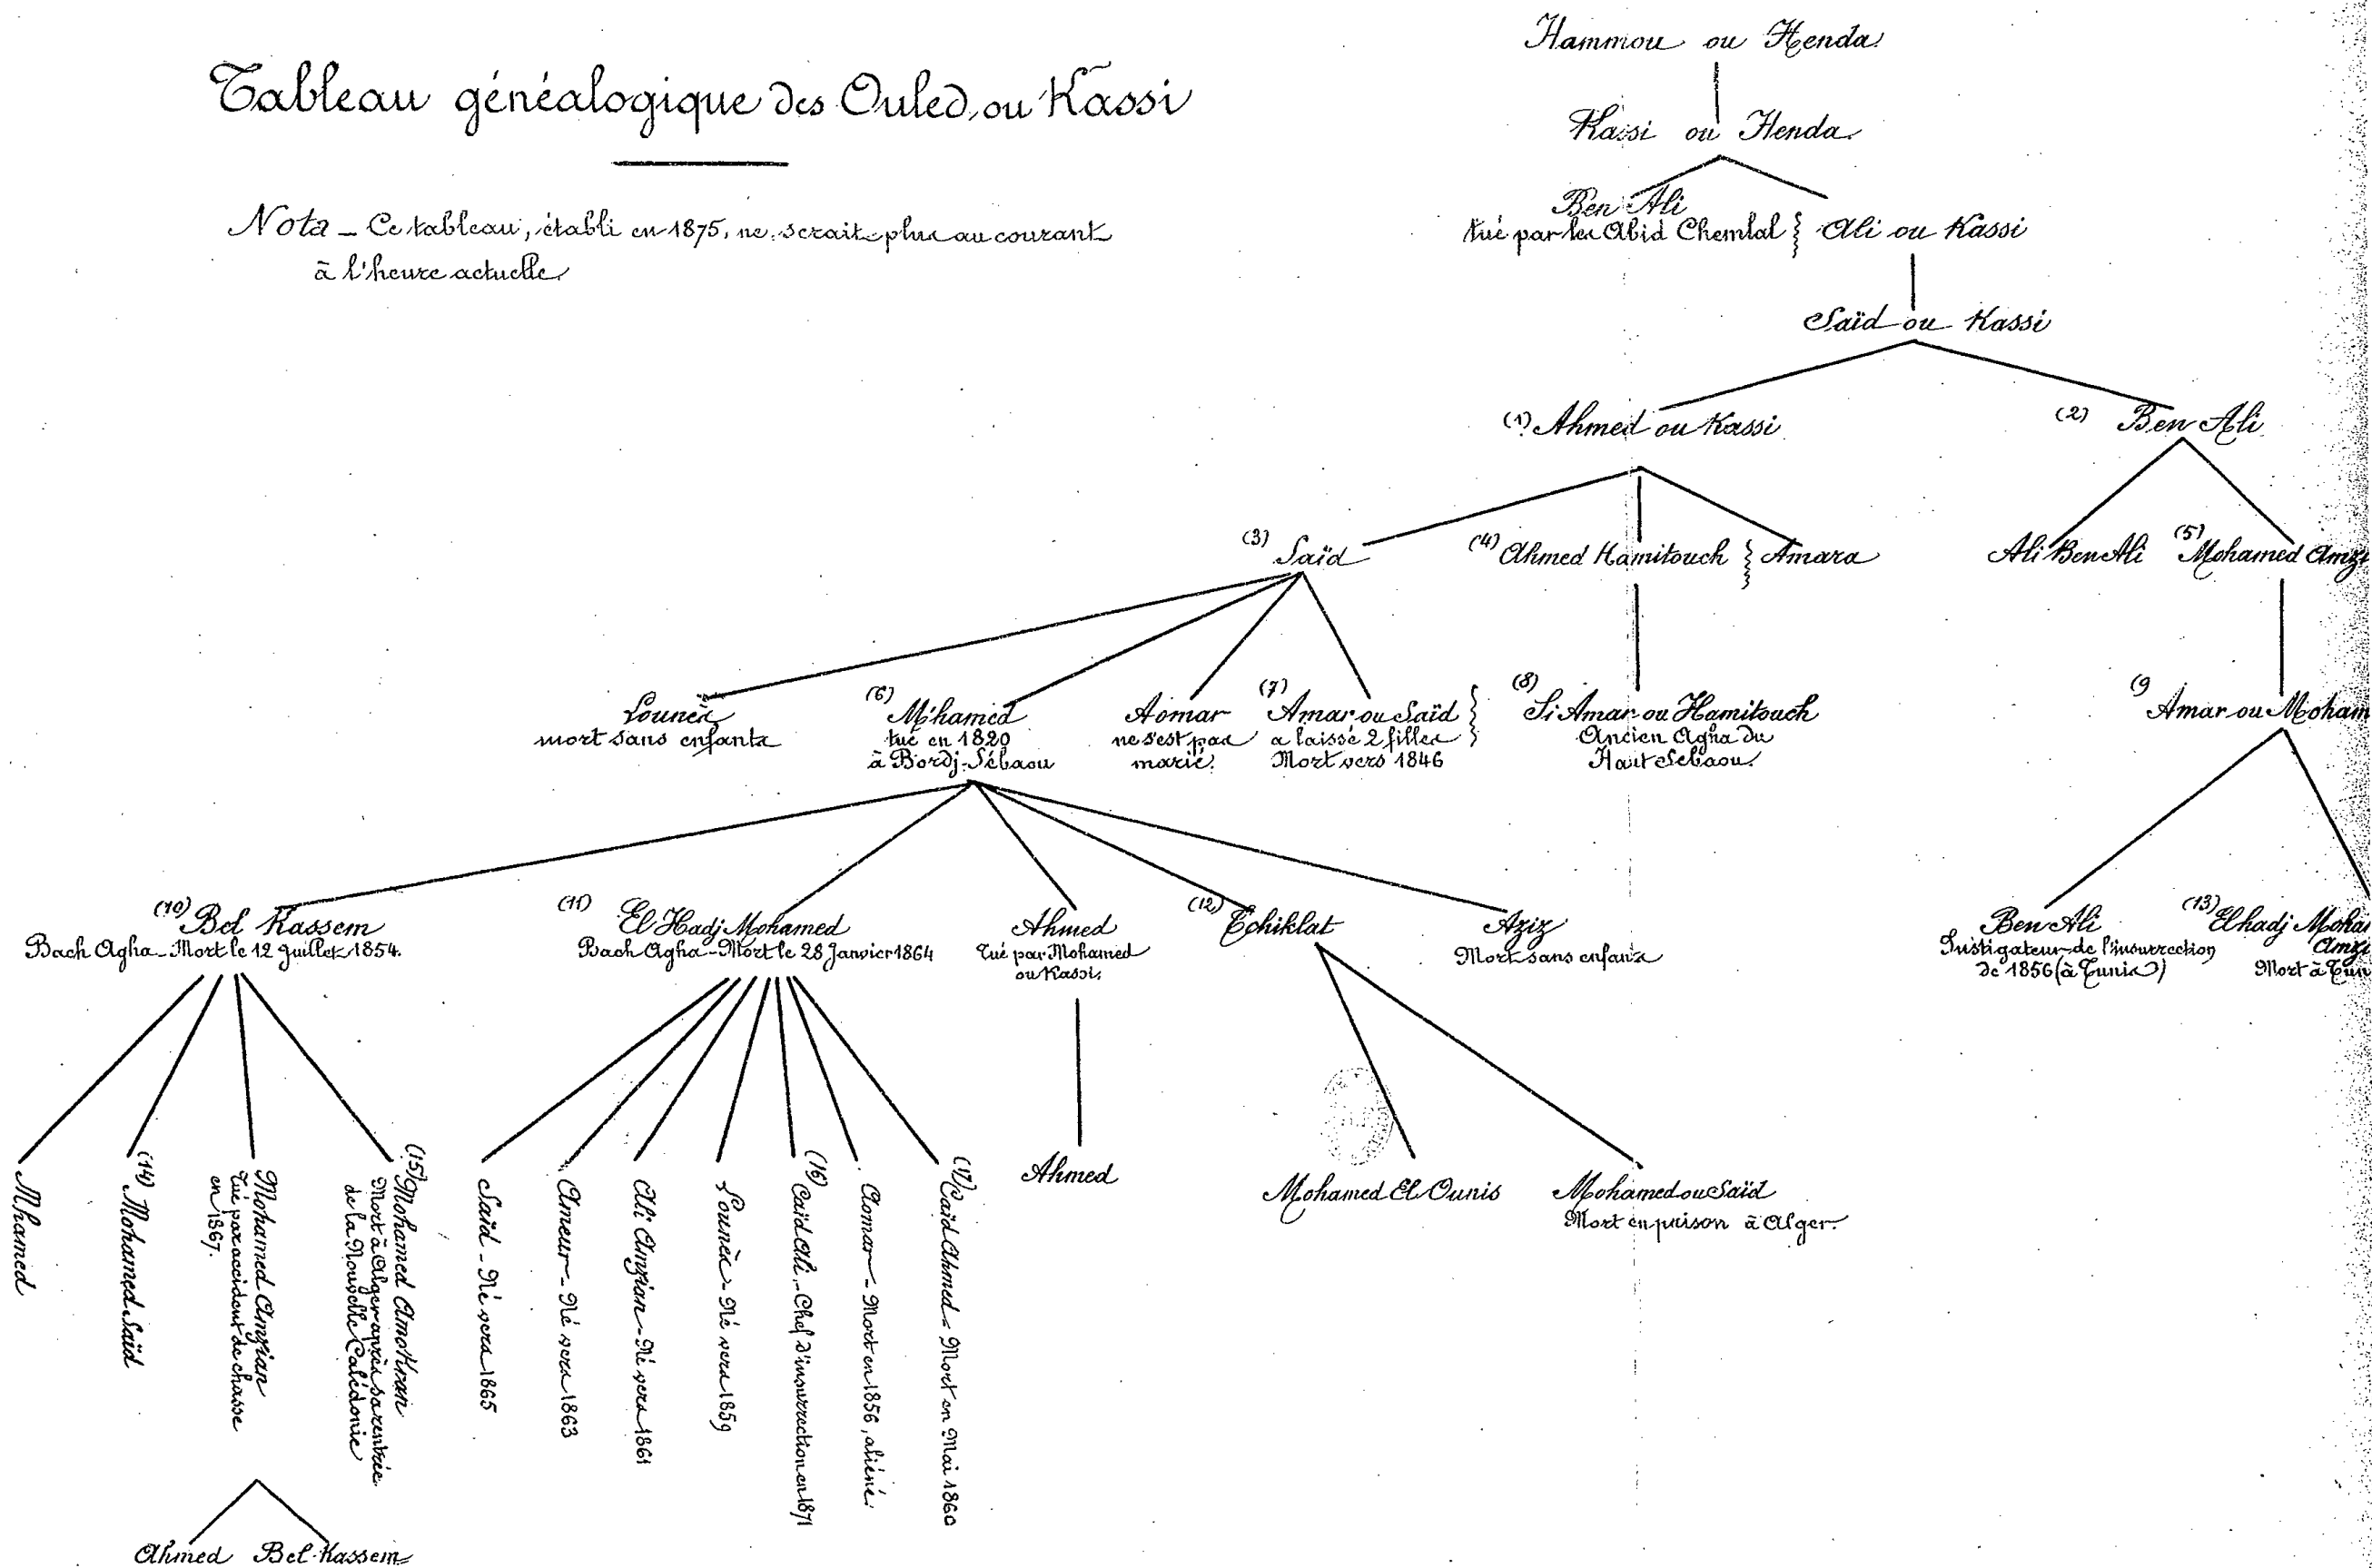 Tableau généalogique des Ouled ou Kassi
Nota _ Ce tableau, établi en 1875, ne serait plus au courant
à l'heure actuelle.
Hammou ou Henda
Kassi ou Henda
Ben Ali
tué par les Abid Chemlal
Ali ou Kassi
Saïd ou Kassi
(1) Ahmed ou Kassi
(2) Ben Ali
(3) Saïd
(4) Ahmed Hamitouch
Amara
Ali Ben Ali
(5) Mohamed
Lounès
mort sans enfants
(6) M'hamed
tué en 1820
à Bordj-Sébaou
Aomar
ne s'est pas
marié.
(7) Amar ou Saïd
a laissé 2 filles
Mort vers 1846
(8) Si Amar ou Hamitouch
Ancien Agha du
Haut Sebaou.
(9 Amar ou
(10) Bel Kassem
Bach Agha _ Mort le 12 Juillet 1854.
(11) El Hadj Mohamed
Bach Agha - Mort le 28 Janvier 1864
Ahmed
Tué par Mohamed
ou Kassi.
(12) Tchiklat
Aziz
Mort sans enfants
Ben Ali
Instigateur de l'insurrection
de 1856 (à Tunis)
(13) El hadj
Mort à
Mhamed
(14) Mohamed Saïd
Mohamed Amzian
Tué par accident de chasse
en 1867.
(15) Mohamed Amokran
Mort à Alger après sa rentrée
de la Nouvelle Calédonie
Saïd - Né vers 1865
Ameur - Né vers 1863
Ali Amzian - Né vers 1861
Lounès - Né vers 1859
(16) Caïd Ali - Chef d'insurrection en 1871
Aomar - Mort en 1856, aliéné.
(17) Caïd Ahmed - Mort en Mai 1860
Ahmed
Mohamed El Ounis
Mohamed ou Saïd
Mort en prison à Alger.
Ahmed
Bel Kassem